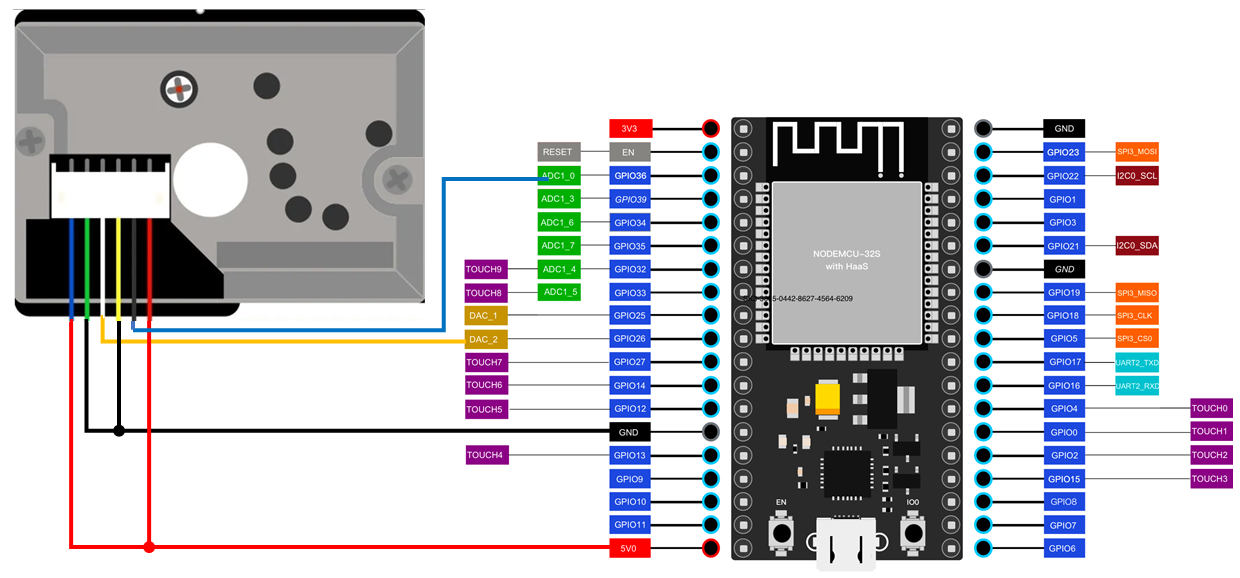 3V3
RESET EN
ADC1_0 GPIO36
ADC1_3 GPIO39
ADC1_6 GPIO34
ADC1_7 GPIO35
TOUCH9 ADC1_4 GPIO32
TOUCH8 ADC1_5 GPIO33
DAC_1 GPIO25
DAC_2 GPIO26
TOUCH7 GPIO27
TOUCH6 GPIO14
TOUCH5 GPIO12
GND
TOUCH4 GPIO13
GPIO9
GPIO10
GPIO11
5V0
NODEMCU-32S
with HaaS
5-0442-8627-4564-6209
EN
IO0
GND
GPIO23 SPI3_MOSI
GPIO22 I2C0_SCL
GPIO1
GPIO3
GPIO21 I2C0_SDA
GND
GPIO19 SPI3_MISO
GPIO18 SPI3_CLK
GPIO5 SPI3_CS0
GPIO17 UART2_TXD
GPIO16 UART2_RXD
GPIO4 TOUCH0
GPIO0 TOUCH1
GPIO2 TOUCH2
GPIO15 TOUCH3
GPIO8
GPIO7
GPIO6